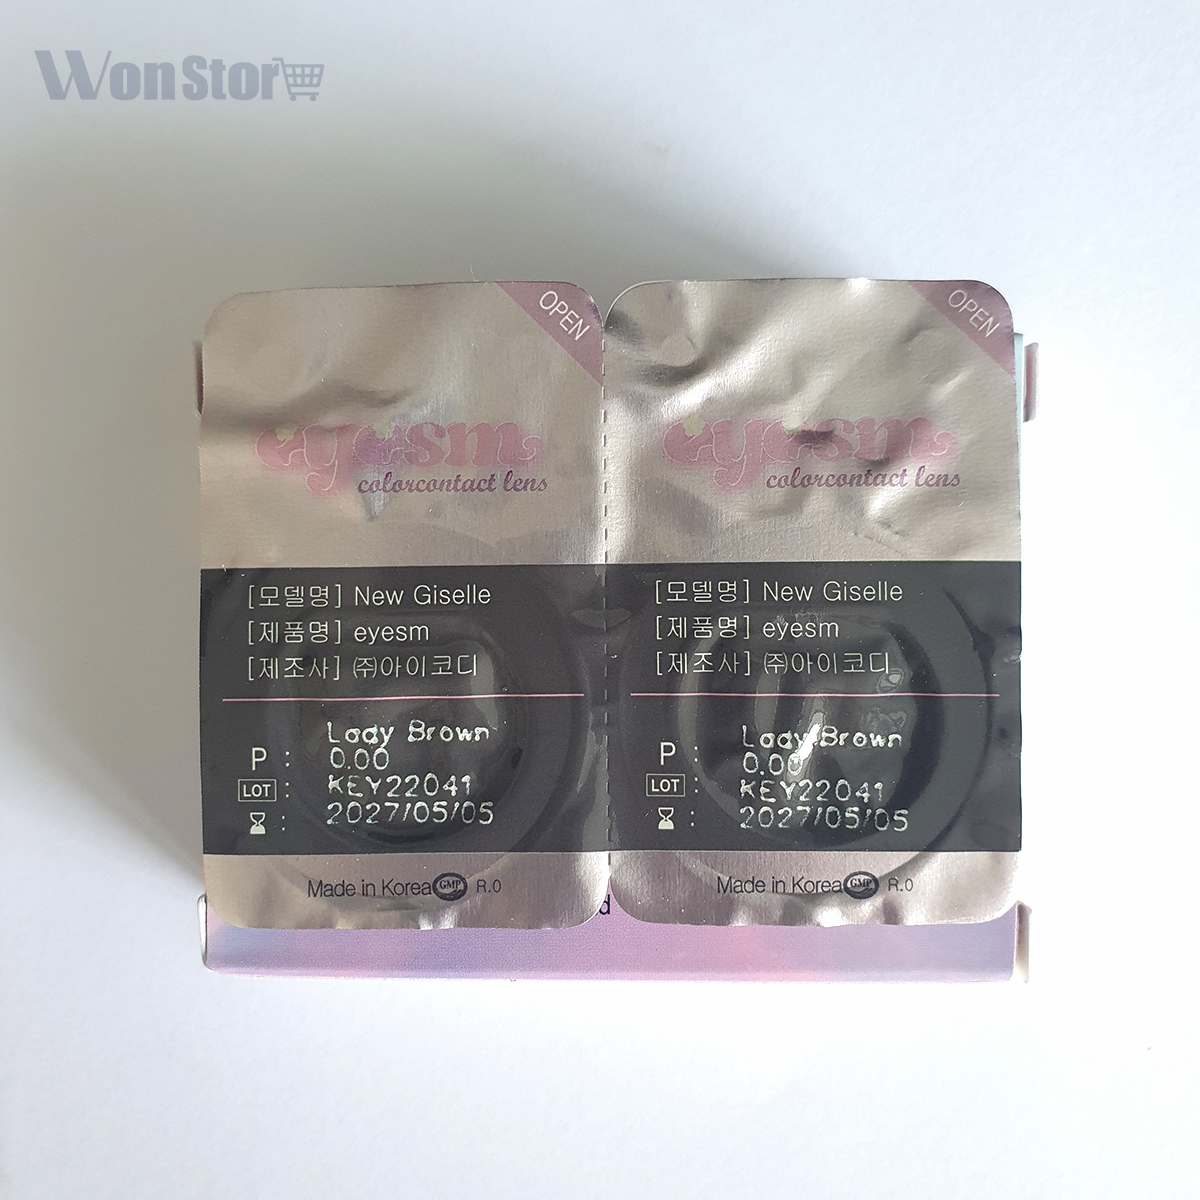 WonStor
OPEN
eyesm
colorcontact lens
[모델명] New Giselle
[제품명] eyesm
[제조사] ㈜아이코디
Lady Brown
P : 0.00
LOT : KEY22041
: 2027/05/05
Made in Korea GMP R.0
OPEN
eyesm
colorcontact lens
[모델명] New Giselle
[제품명] eyesm
[제조사] ㈜아이코디
Lady Brown
P : 0.00
LOT : KEY22041
: 2027/05/05
Made in Korea GMP R.0
d